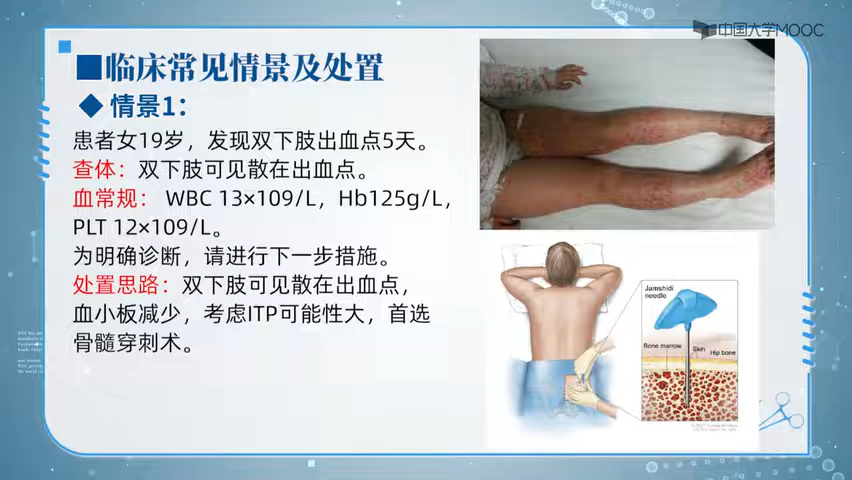 中国大学MOOC
临床常见情景及处置
情景1：
患者女19岁，发现双下肢出血点5天。
查体：双下肢可见散在出血点。
血常规： WBC 13×109/L，Hb125g/L，
PLT 12×109/L。
为明确诊断，请进行下一步措施。
处置思路：双下肢可见散在出血点，
血小板减少，考虑ITP可能性大，首选
骨髓穿刺术。
Jamshidi
needle
Bone marrow
Skin
Hip bone